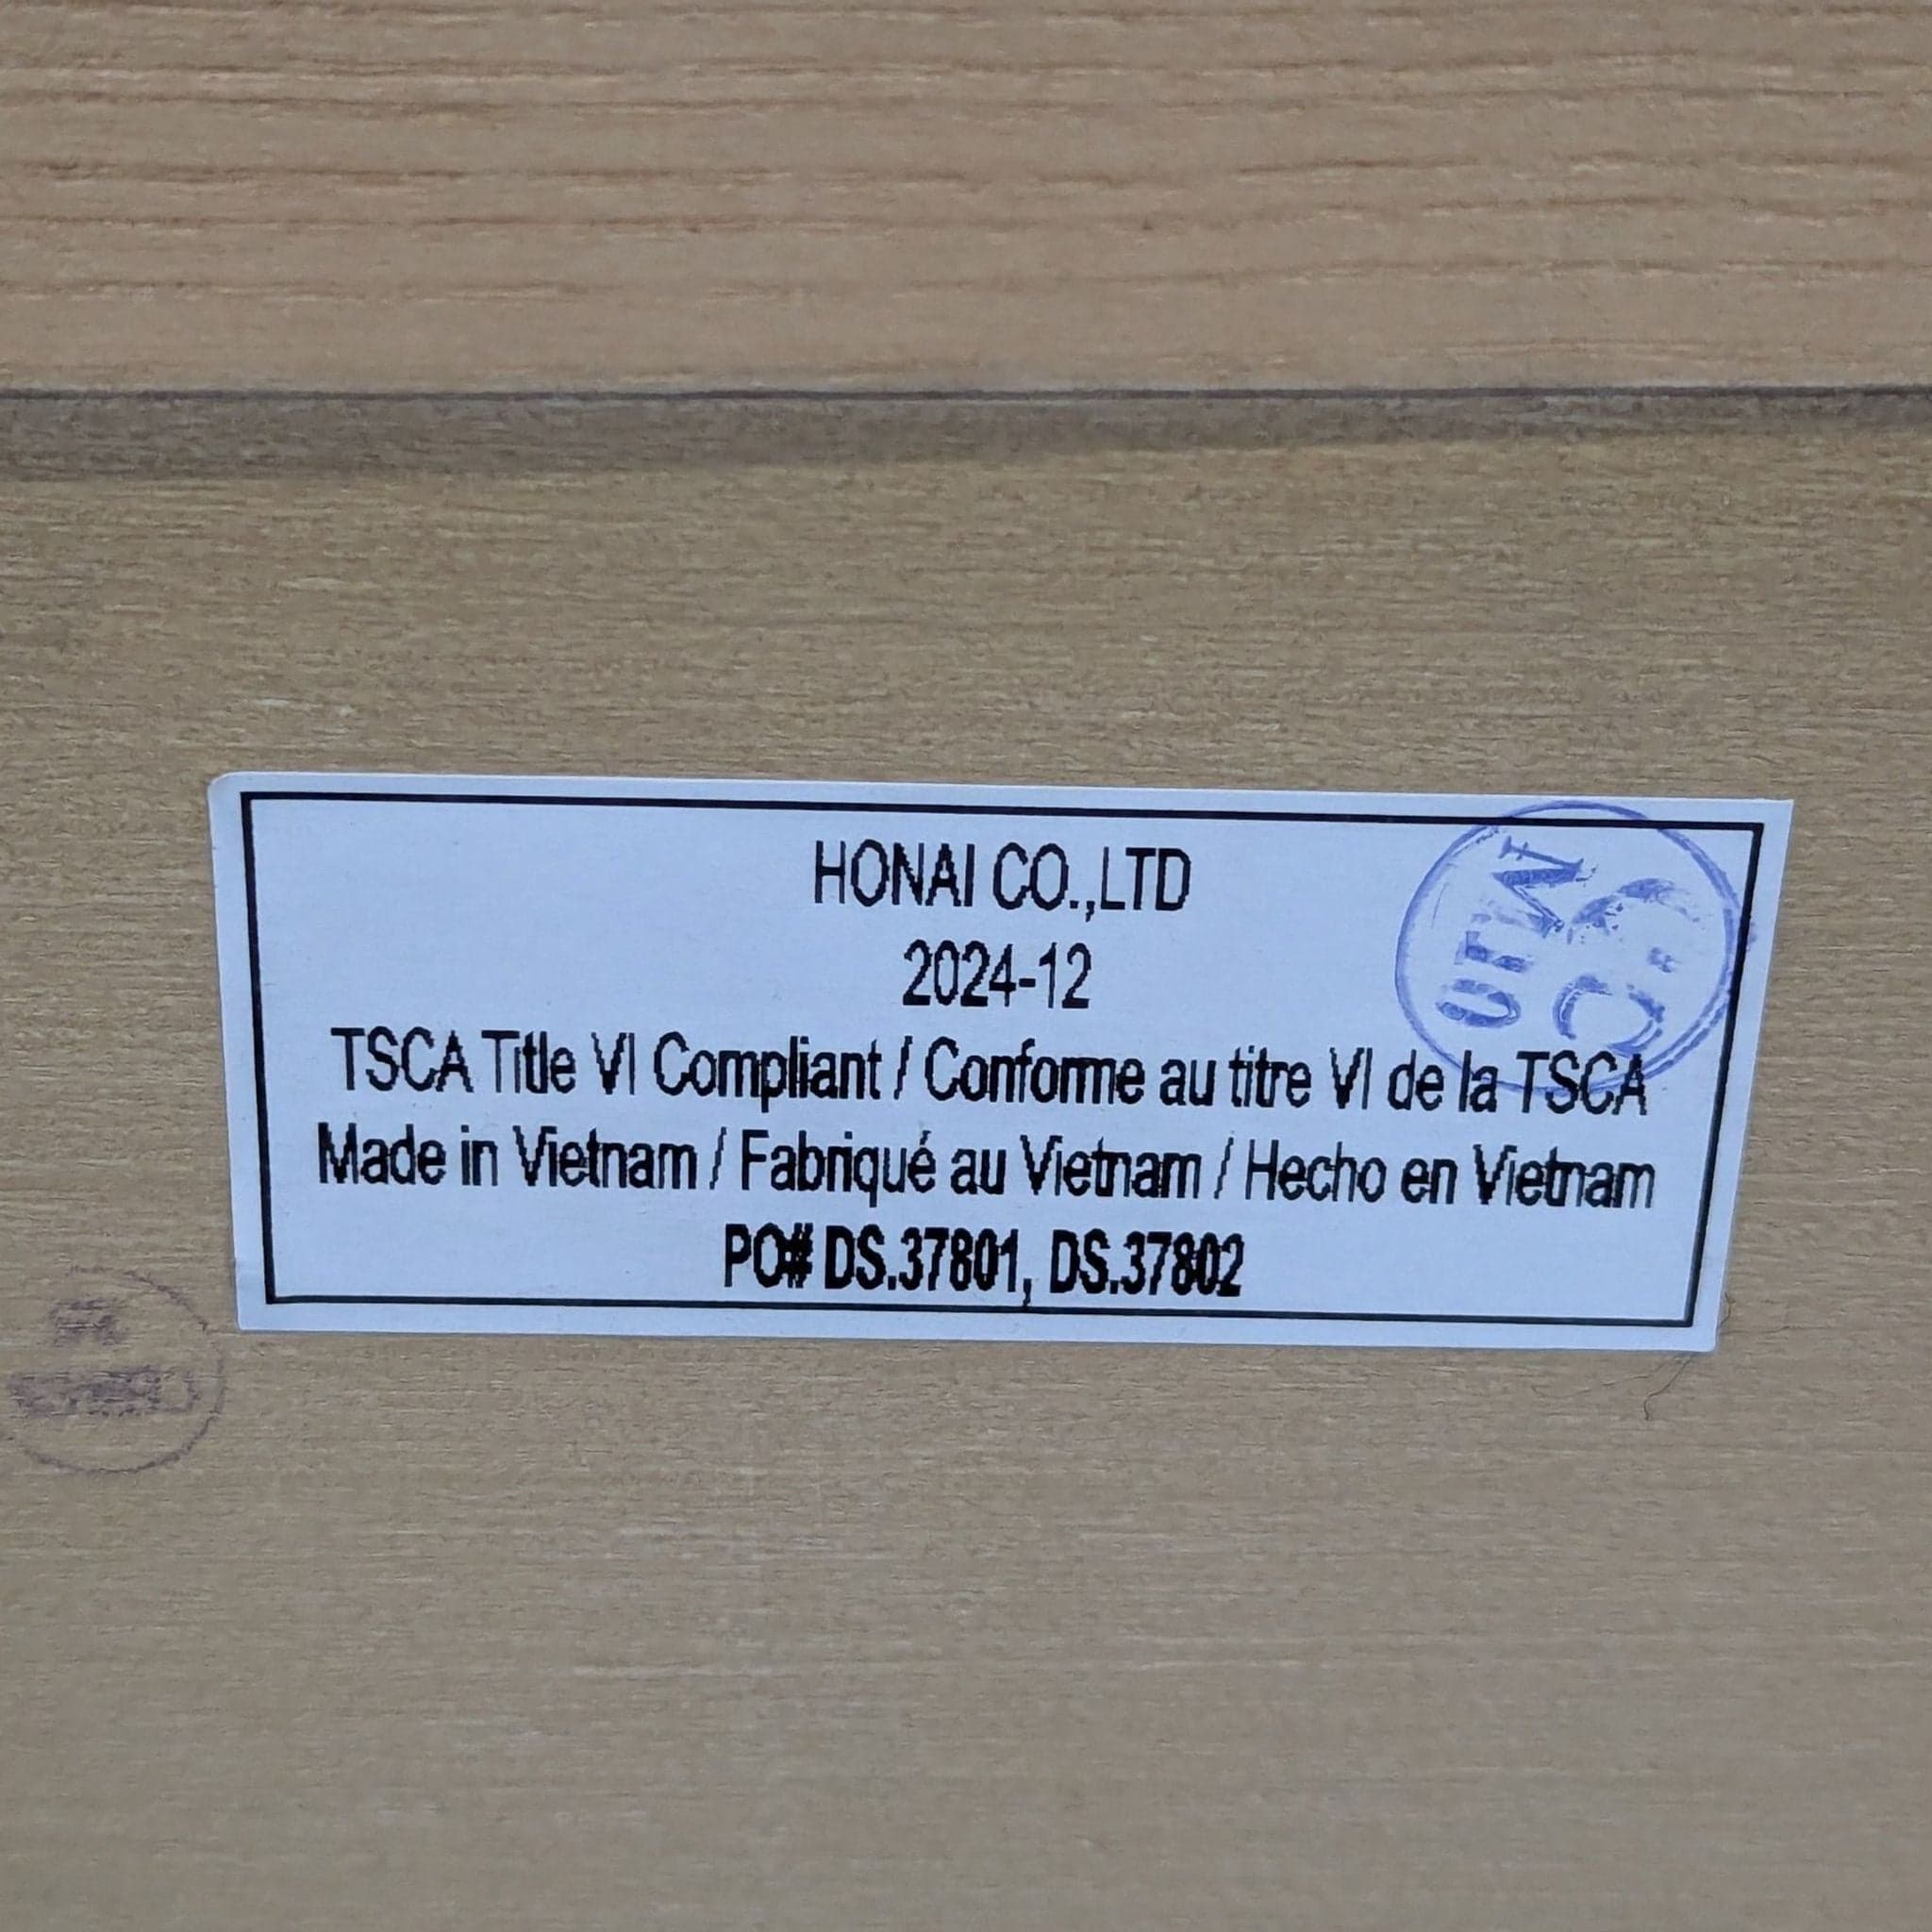 HONAI CO.,LTD
2024-12
TSCA Title VI Compliant / Conforme au titre VI de la TSCA
Made in Vietnam / Fabriqué au Vietnam / Hecho en Vietnam
PO# DS.37801, DS.37802